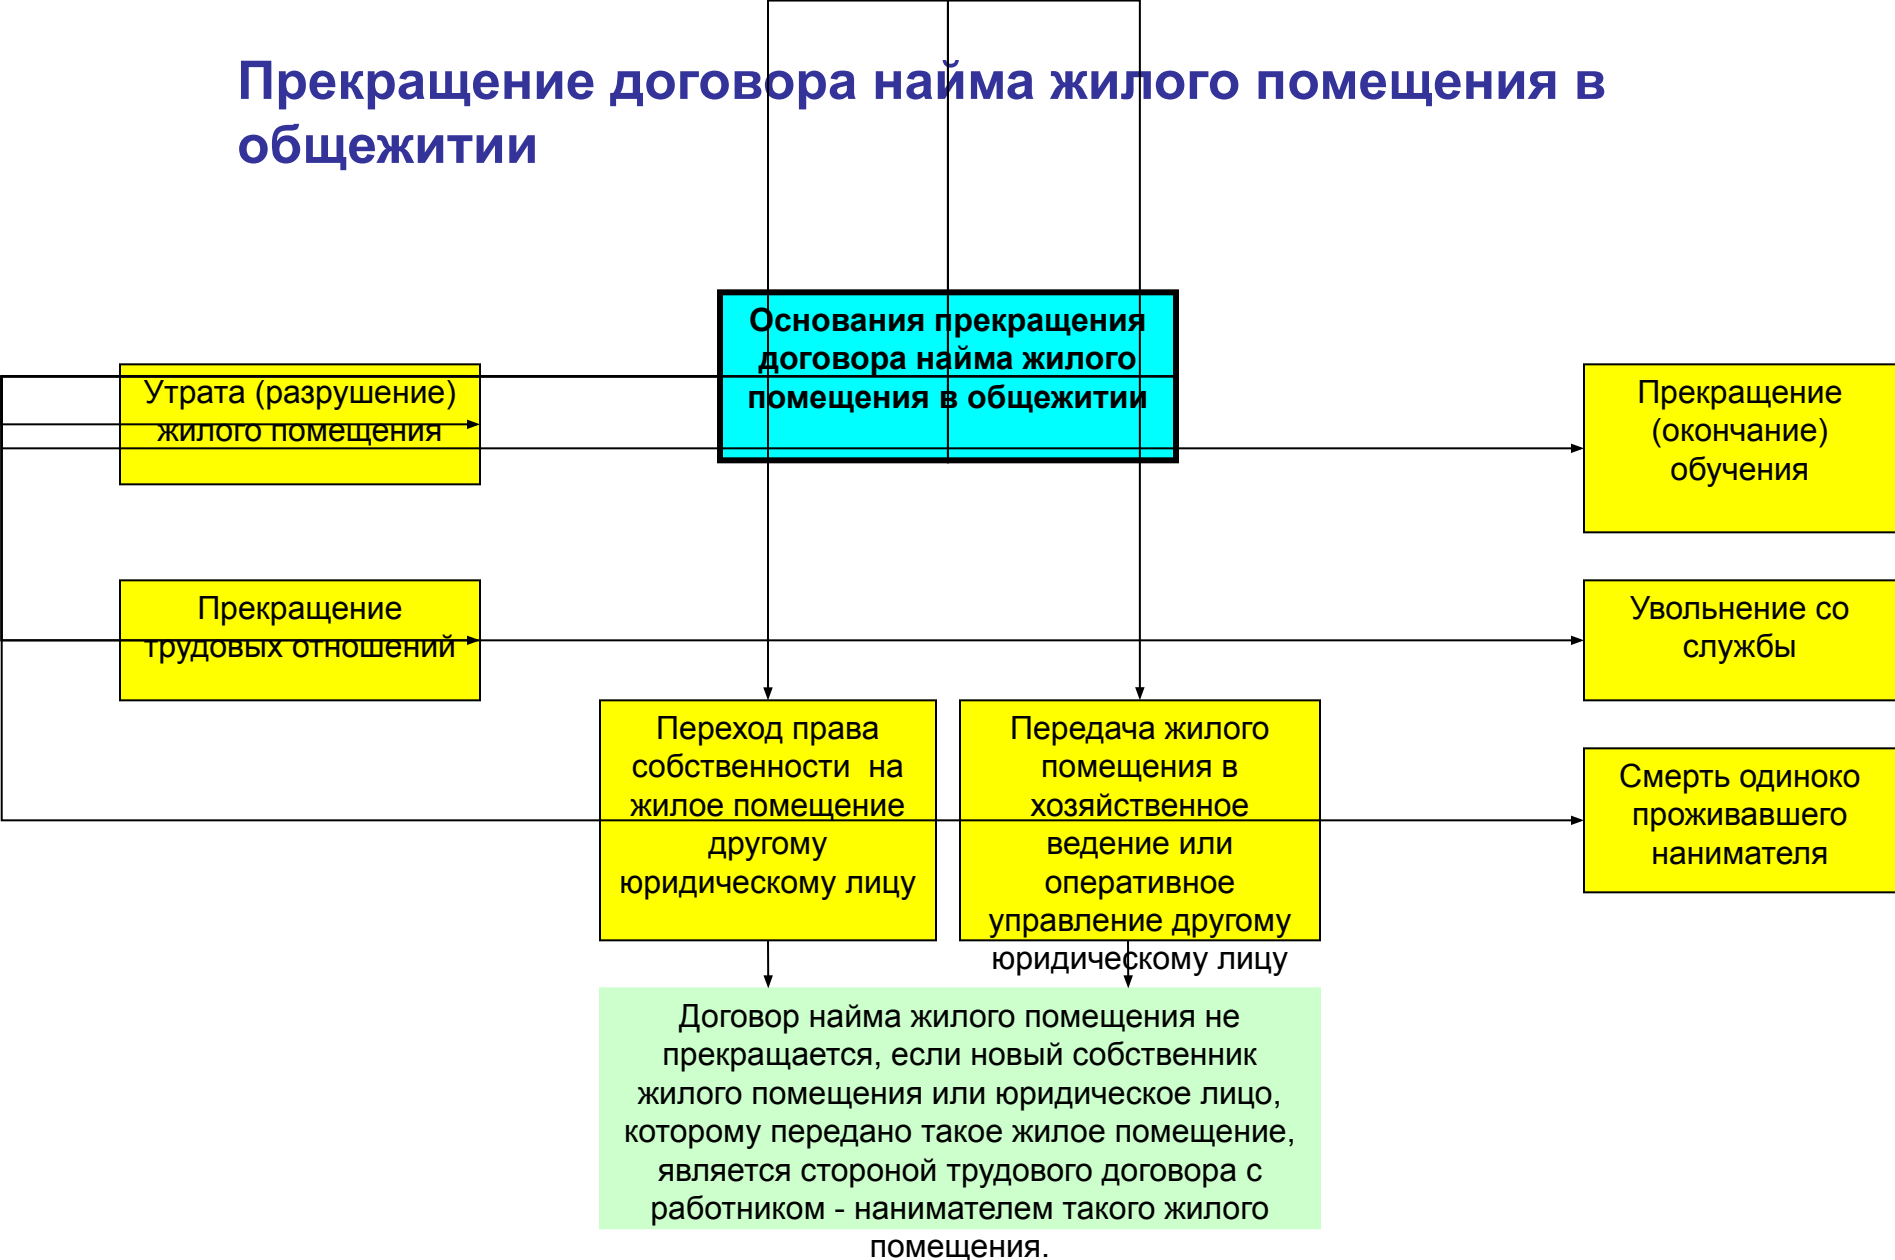 Прекращение договора найма жилого помещения в
общежитии
Основания прекращения
договора найма жилого
помещения в общежитии
Утрата (разрушение)
жилого помещения
Прекращение
(окончание)
обучения
Прекращение
трудовых отношений
Увольнение со
службы
Переход права
собственности  на
жилое помещение
другому
юридическому лицу
Передача жилого
помещения в
хозяйственное
ведение или
оперативное
управление другому
юридическому лицу
Смерть одиноко
проживавшего
нанимателя
Договор найма жилого помещения не
прекращается, если новый собственник
жилого помещения или юридическое лицо,
которому передано такое жилое помещение,
является стороной трудового договора с
работником - нанимателем такого жилого
помещения.